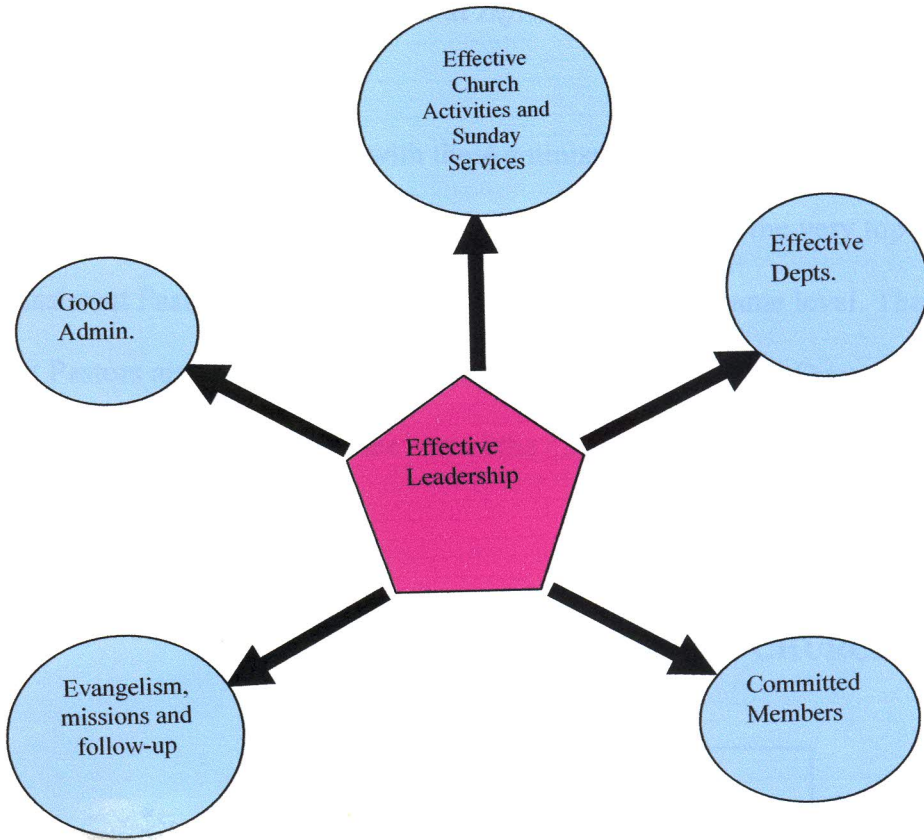 Effective
Church
Activities and
Sunday
Services
Effective
Depts.
Good
Admin.
Effective
Leadership
Evangelism,
missions and
follow-up
Committed
Members